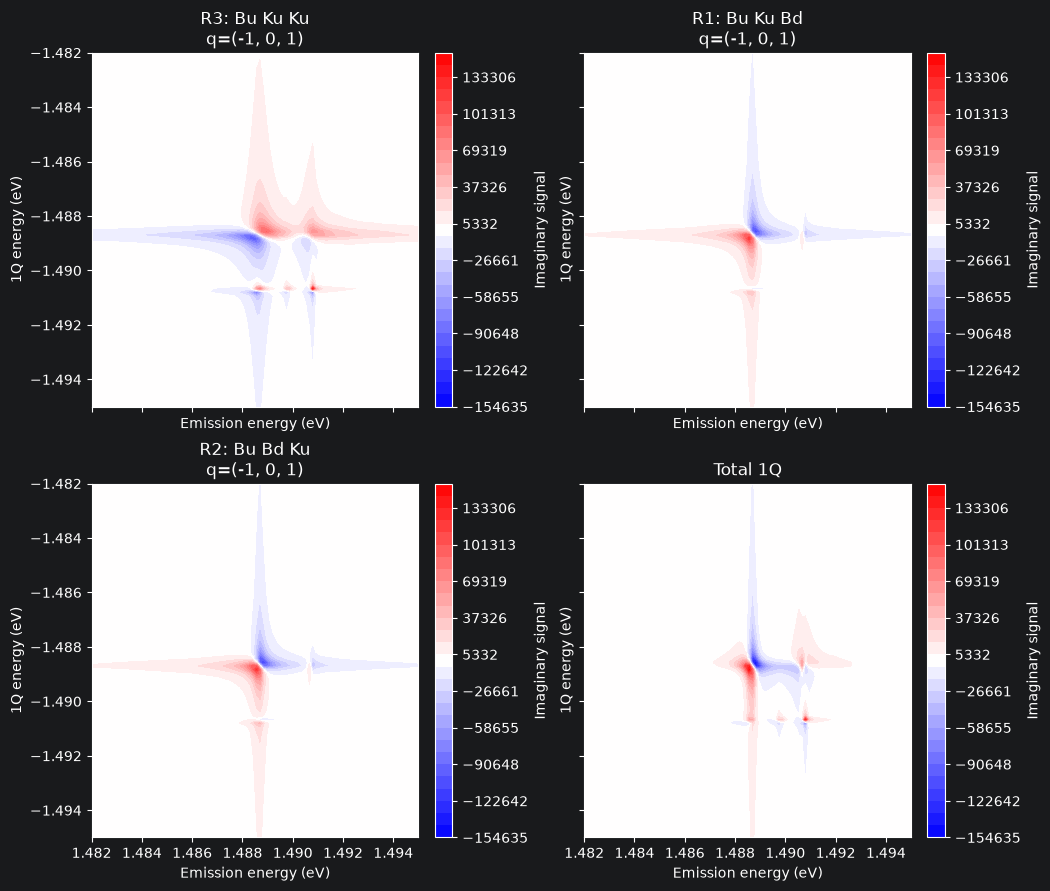 R3: Bu Ku Ku
q=(-1, 0, 1)
1Q energy (eV)
−1.482
−1.484
−1.486
−1.488
−1.490
−1.492
−1.494
Emission energy (eV)
133306
101313
69319
37326
5332
−26661
−58655
−90648
−122642
−154635
Imaginary signal
R1: Bu Ku Bd
q=(-1, 0, 1)
1Q energy (eV)
Emission energy (eV)
133306
101313
69319
37326
5332
−26661
−58655
−90648
−122642
−154635
Imaginary signal
R2: Bu Bd Ku
q=(-1, 0, 1)
1Q energy (eV)
−1.482
−1.484
−1.486
−1.488
−1.490
−1.492
−1.494
1.482 1.484 1.486 1.488 1.490 1.492 1.494
Emission energy (eV)
133306
101313
69319
37326
5332
−26661
−58655
−90648
−122642
−154635
Imaginary signal
Total 1Q
1Q energy (eV)
1.482 1.484 1.486 1.488 1.490 1.492 1.494
Emission energy (eV)
133306
101313
69319
37326
5332
−26661
−58655
−90648
−122642
−154635
Imaginary signal